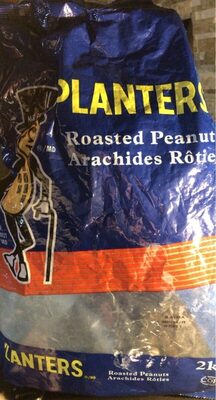 PLANTERS
Roasted Peanut
Arachides Rôtie
PLANTERS
Roasted Peanuts
Arachides Rôties
2k